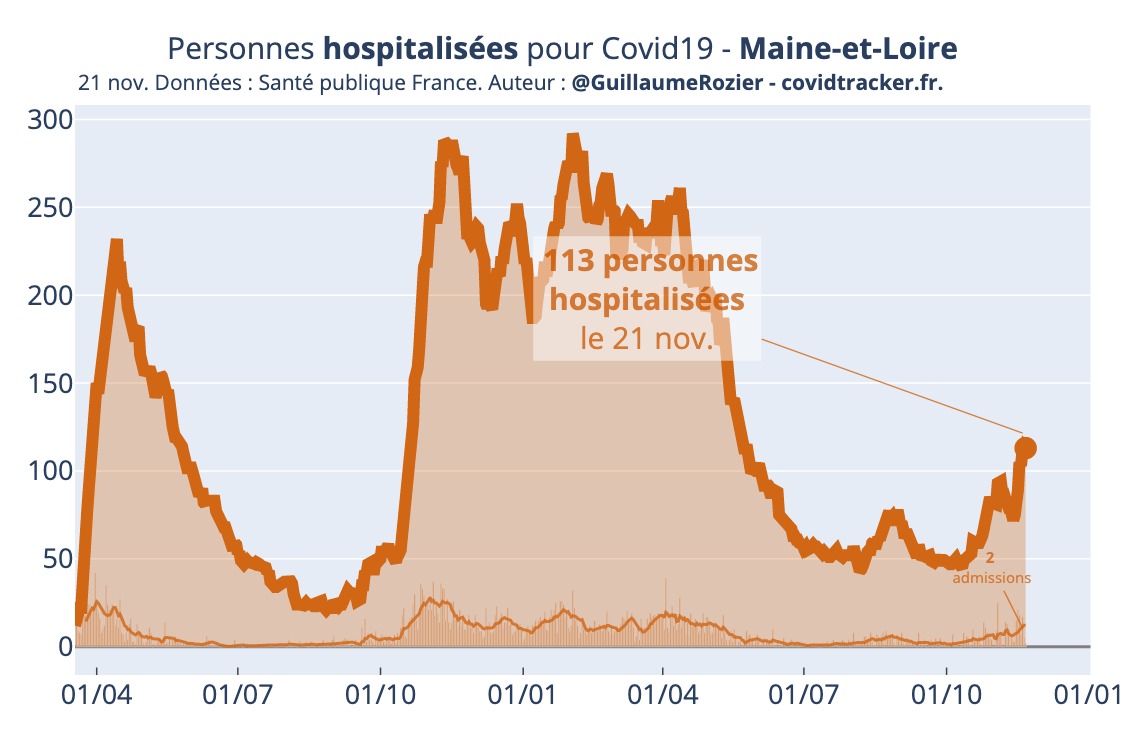 Personnes hospitalisées pour Covid19 - Maine-et-Loire
21 nov. Données : Santé publique France. Auteur : @GuillaumeRozier - covidtracker.fr.
300
250
200
150
100
50
0
113 personnes
hospitalisées
le 21 nov.
2
admissions
01/04 01/07 01/10 01/01 01/04 01/07 01/10 01/01